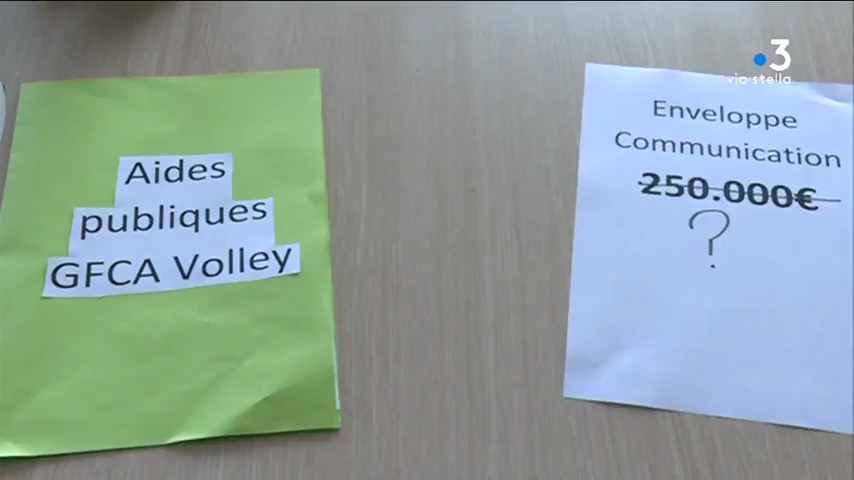 3
via stella
Aides
publiques
GFCA Volley
Enveloppe
Communication
250.000€
?